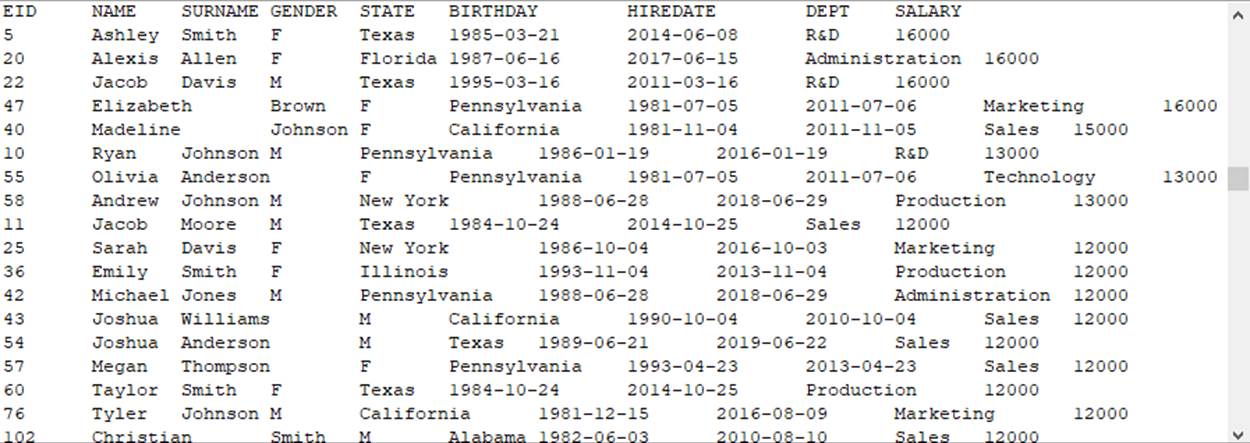 EID NAME SURNAME GENDER STATE BIRTHDAY HIREDATE DEPT SALARY
5 Ashley Smith F Texas 1985-03-21 2014-06-08 R&D 16000
20 Alexis Allen F Florida 1987-06-16 2017-06-15 Administration 16000
22 Jacob Davis M Texas 1995-03-16 2011-03-16 R&D 16000
47 Elizabeth Brown F Pennsylvania 1981-07-05 2011-07-06 Marketing 16000
40 Madeline Johnson F California 1981-11-04 2011-11-05 Sales 15000
10 Ryan Johnson M Pennsylvania 1986-01-19 2016-01-19 R&D 13000
55 Olivia Anderson F Pennsylvania 1981-07-05 2011-07-06 Technology 13000
58 Andrew Johnson M New York 1988-06-28 2018-06-29 Production 13000
11 Jacob Moore M Texas 1984-10-24 2014-10-25 Sales 12000
25 Sarah Davis F New York 1986-10-04 2016-10-03 Marketing 12000
36 Emily Smith F Illinois 1993-11-04 2013-11-04 Production 12000
42 Michael Jones M Pennsylvania 1988-06-28 2018-06-29 Administration 12000
43 Joshua Williams M California 1990-10-04 2010-10-04 Sales 12000
54 Joshua Anderson M Texas 1989-06-21 2019-06-22 Sales 12000
57 Megan Thompson F Pennsylvania 1993-04-23 2013-04-23 Sales 12000
60 Taylor Smith F Texas 1984-10-24 2014-10-25 Production 12000
76 Tyler Johnson M California 1981-12-15 2016-08-09 Marketing 12000
102 Christian Smith M Alabama 1982-06-03 2010-08-10 Sales 12000